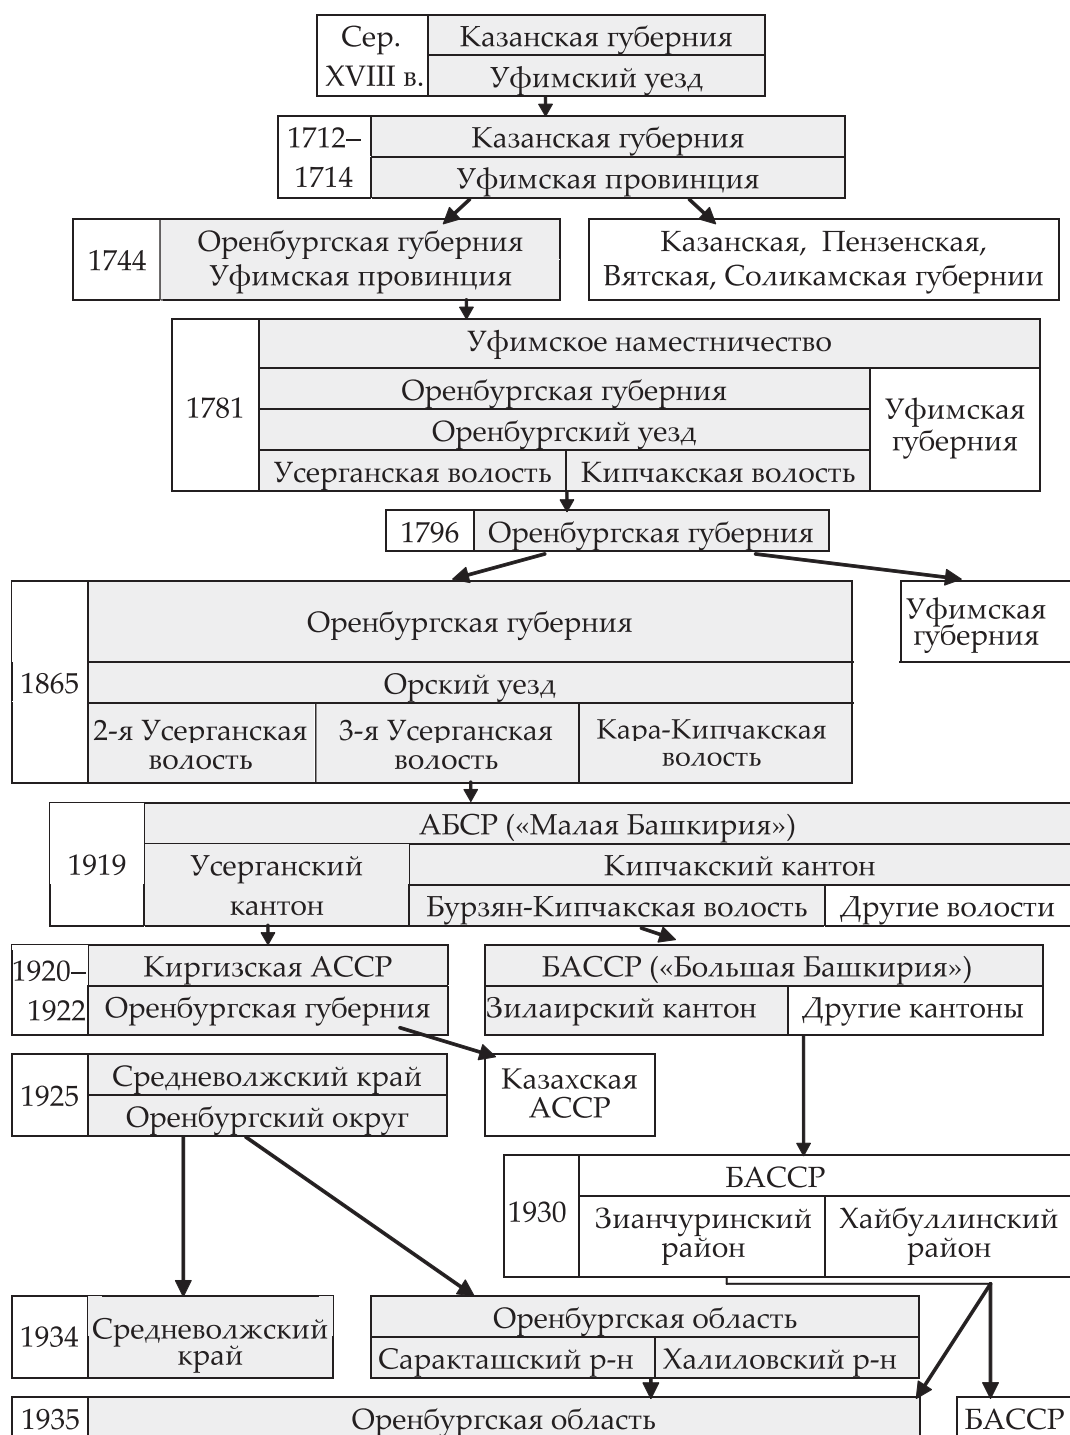 Сер.
XVIII в.
Казанская губерния
Уфимский уезд
1712–
1714
Казанская губерния
Уфимская провинция
1744
Оренбургская губерния
Уфимская провинция
Казанская, Пензенская,
Вятская, Соликамская губернии
1781
Уфимское наместничество
Оренбургская губерния
Оренбургский уезд
Усерганская волость
Кипчакская волость
Уфимская
губерния
1796
Оренбургская губерния
1865
Оренбургская губерния
Орский уезд
2-я Усерганская
волость
3-я Усерганская
волость
Кара-Кипчакская
волость
Уфимская
губерния
1919
АБСР («Малая Башкирия»)
Усерганский
кантон
Кипчакский кантон
Бурзян-Кипчакская волость
Другие волости
1920–
1922
Киргизская АССР
Оренбургская губерния
БАССР («Большая Башкирия»)
Зилаирский кантон
Другие кантоны
1925
Средневолжский край
Оренбургский округ
Казахская
АССР
1930
БАССР
Зианчуринский
район
Хайбуллинский
район
1934
Средневолжский
край
Оренбургская область
Саракташский р-н
Халиловский р-н
1935
Оренбургская область
БАССР